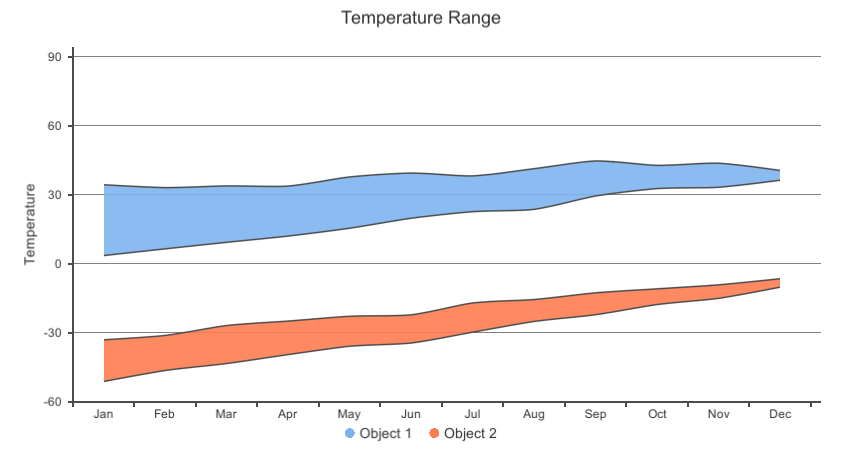 Temperature Range
90
60
30
0
-30
-60
Temperature
Jan Feb Mar Apr May Jun Jul Aug Sep Oct Nov Dec
Object 1 Object 2